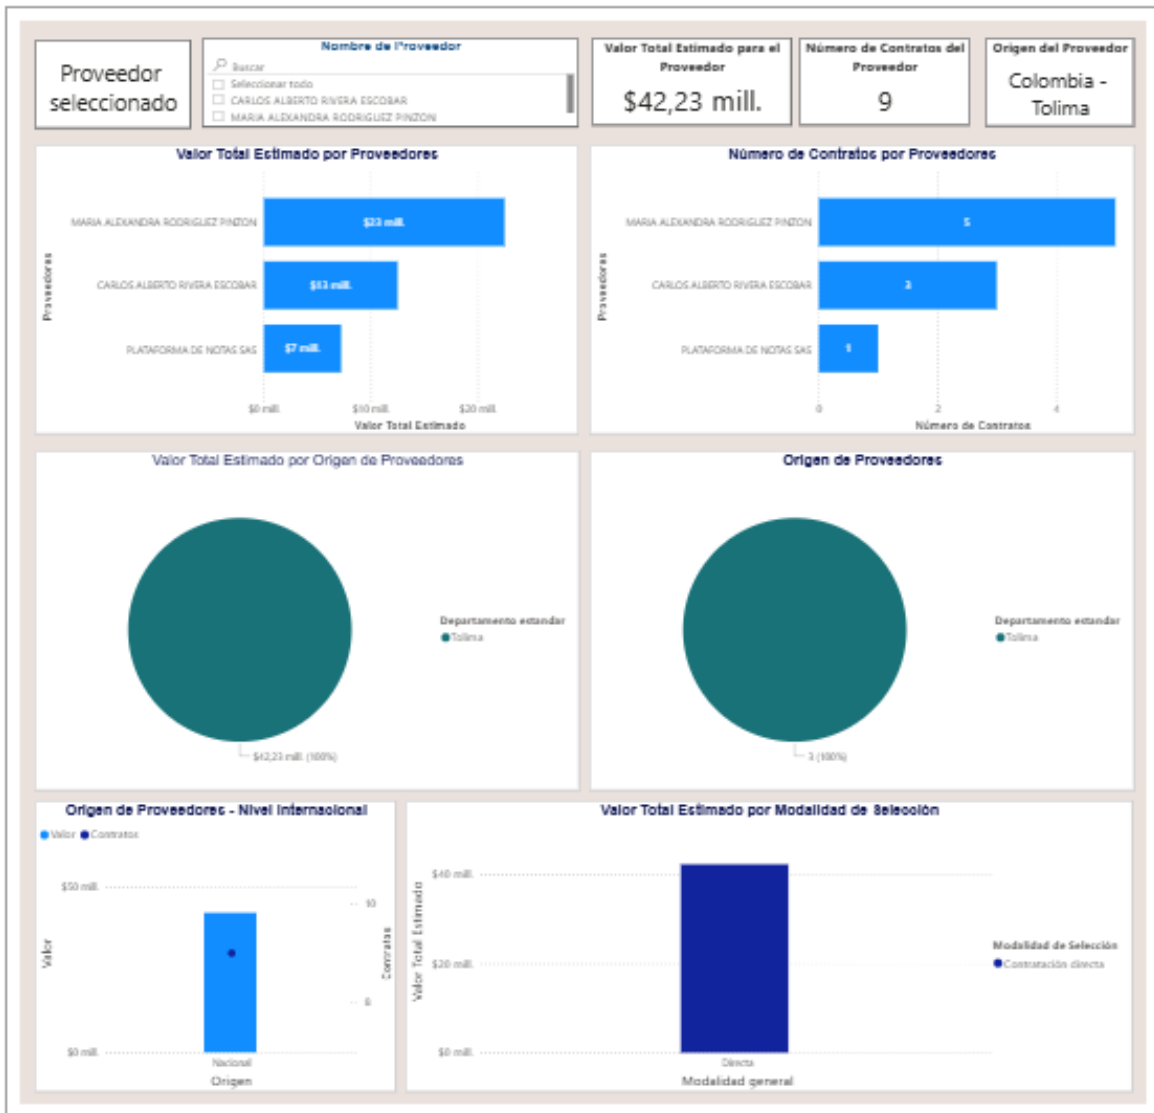 Proveedor
seleccionado
Nombre de Proveedor
Buscar
Seleccionar todo
CARLOS ALBERTO RIVERA ESCOBAR
MARIA ALEXANDRA RODRIGUEZ PINZON
Valor Total Estimado para el
Proveedor
$42,23 mill.
Número de Contratos del
Proveedor
9
Origen del Proveedor
Colombia -
Tolima
Valor Total Estimado por Proveedores
Proveedores
MARIA ALEXANDRA RODRIGUEZ PINZON
$23 mill.
CARLOS ALBERTO RIVERA ESCOBAR
$13 mill.
PLATAFORMA DE NOTAS SAS
$7 mill.
$0 mill.
$10 mill.
$20 mill.
Valor Total Estimado
Número de Contratos por Proveedores
Proveedores
MARIA ALEXANDRA RODRIGUEZ PINZON
5
CARLOS ALBERTO RIVERA ESCOBAR
3
PLATAFORMA DE NOTAS SAS
1
0
2
4
Número de Contratos
Valor Total Estimado por Origen de Proveedores
Departamento estandar
Tolima
$42,23 mill. (100%)
Origen de Proveedores
Departamento estandar
Tolima
3 (100%)
Origen de Proveedores - Nivel Internacional
Valor
Contratos
$50 mill.
10
Valor
Contratos
8
$0 mill.
Nacional
Origen
Valor Total Estimado por Modalidad de Selección
Valor Total Estimado
$40 mill.
$20 mill.
$0 mill.
Directa
Modalidad general
Modalidad de Selección
Contratación directa